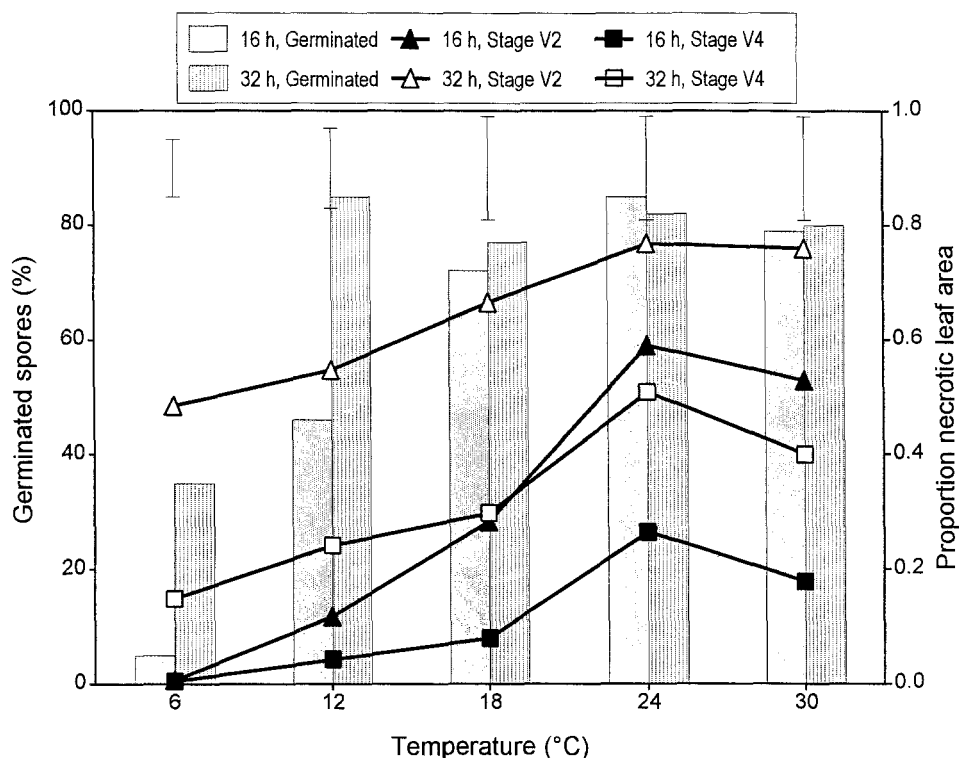 16 h, Germinated 16 h, Stage V2 16 h, Stage V4
32 h, Germinated 32 h, Stage V2 32 h, Stage V4
100 1.0
80 0.8
60 0.6
40 0.4
20 0.2
0 0.0
Germinated spores (%)
Proportion necrotic leaf area
6 12 18 24 30
Temperature (°C)